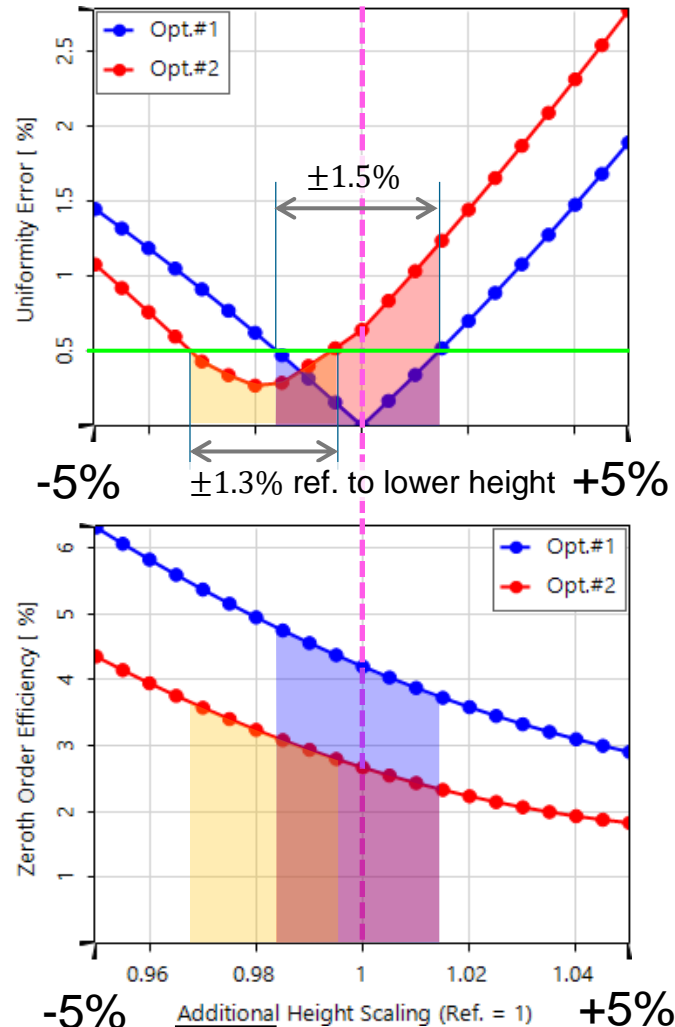 Uniformity Error [ %]
2.5
2
1.5
1
0.5
Opt.#1
Opt.#2
±1.5%
-5%
±1.3% ref. to lower height
+5%
Zeroth Order Efficiency [ %]
6
5
4
3
2
1
Opt.#1
Opt.#2
0.96
0.98
1
1.02
1.04
-5%
Additional Height Scaling (Ref. = 1)
+5%